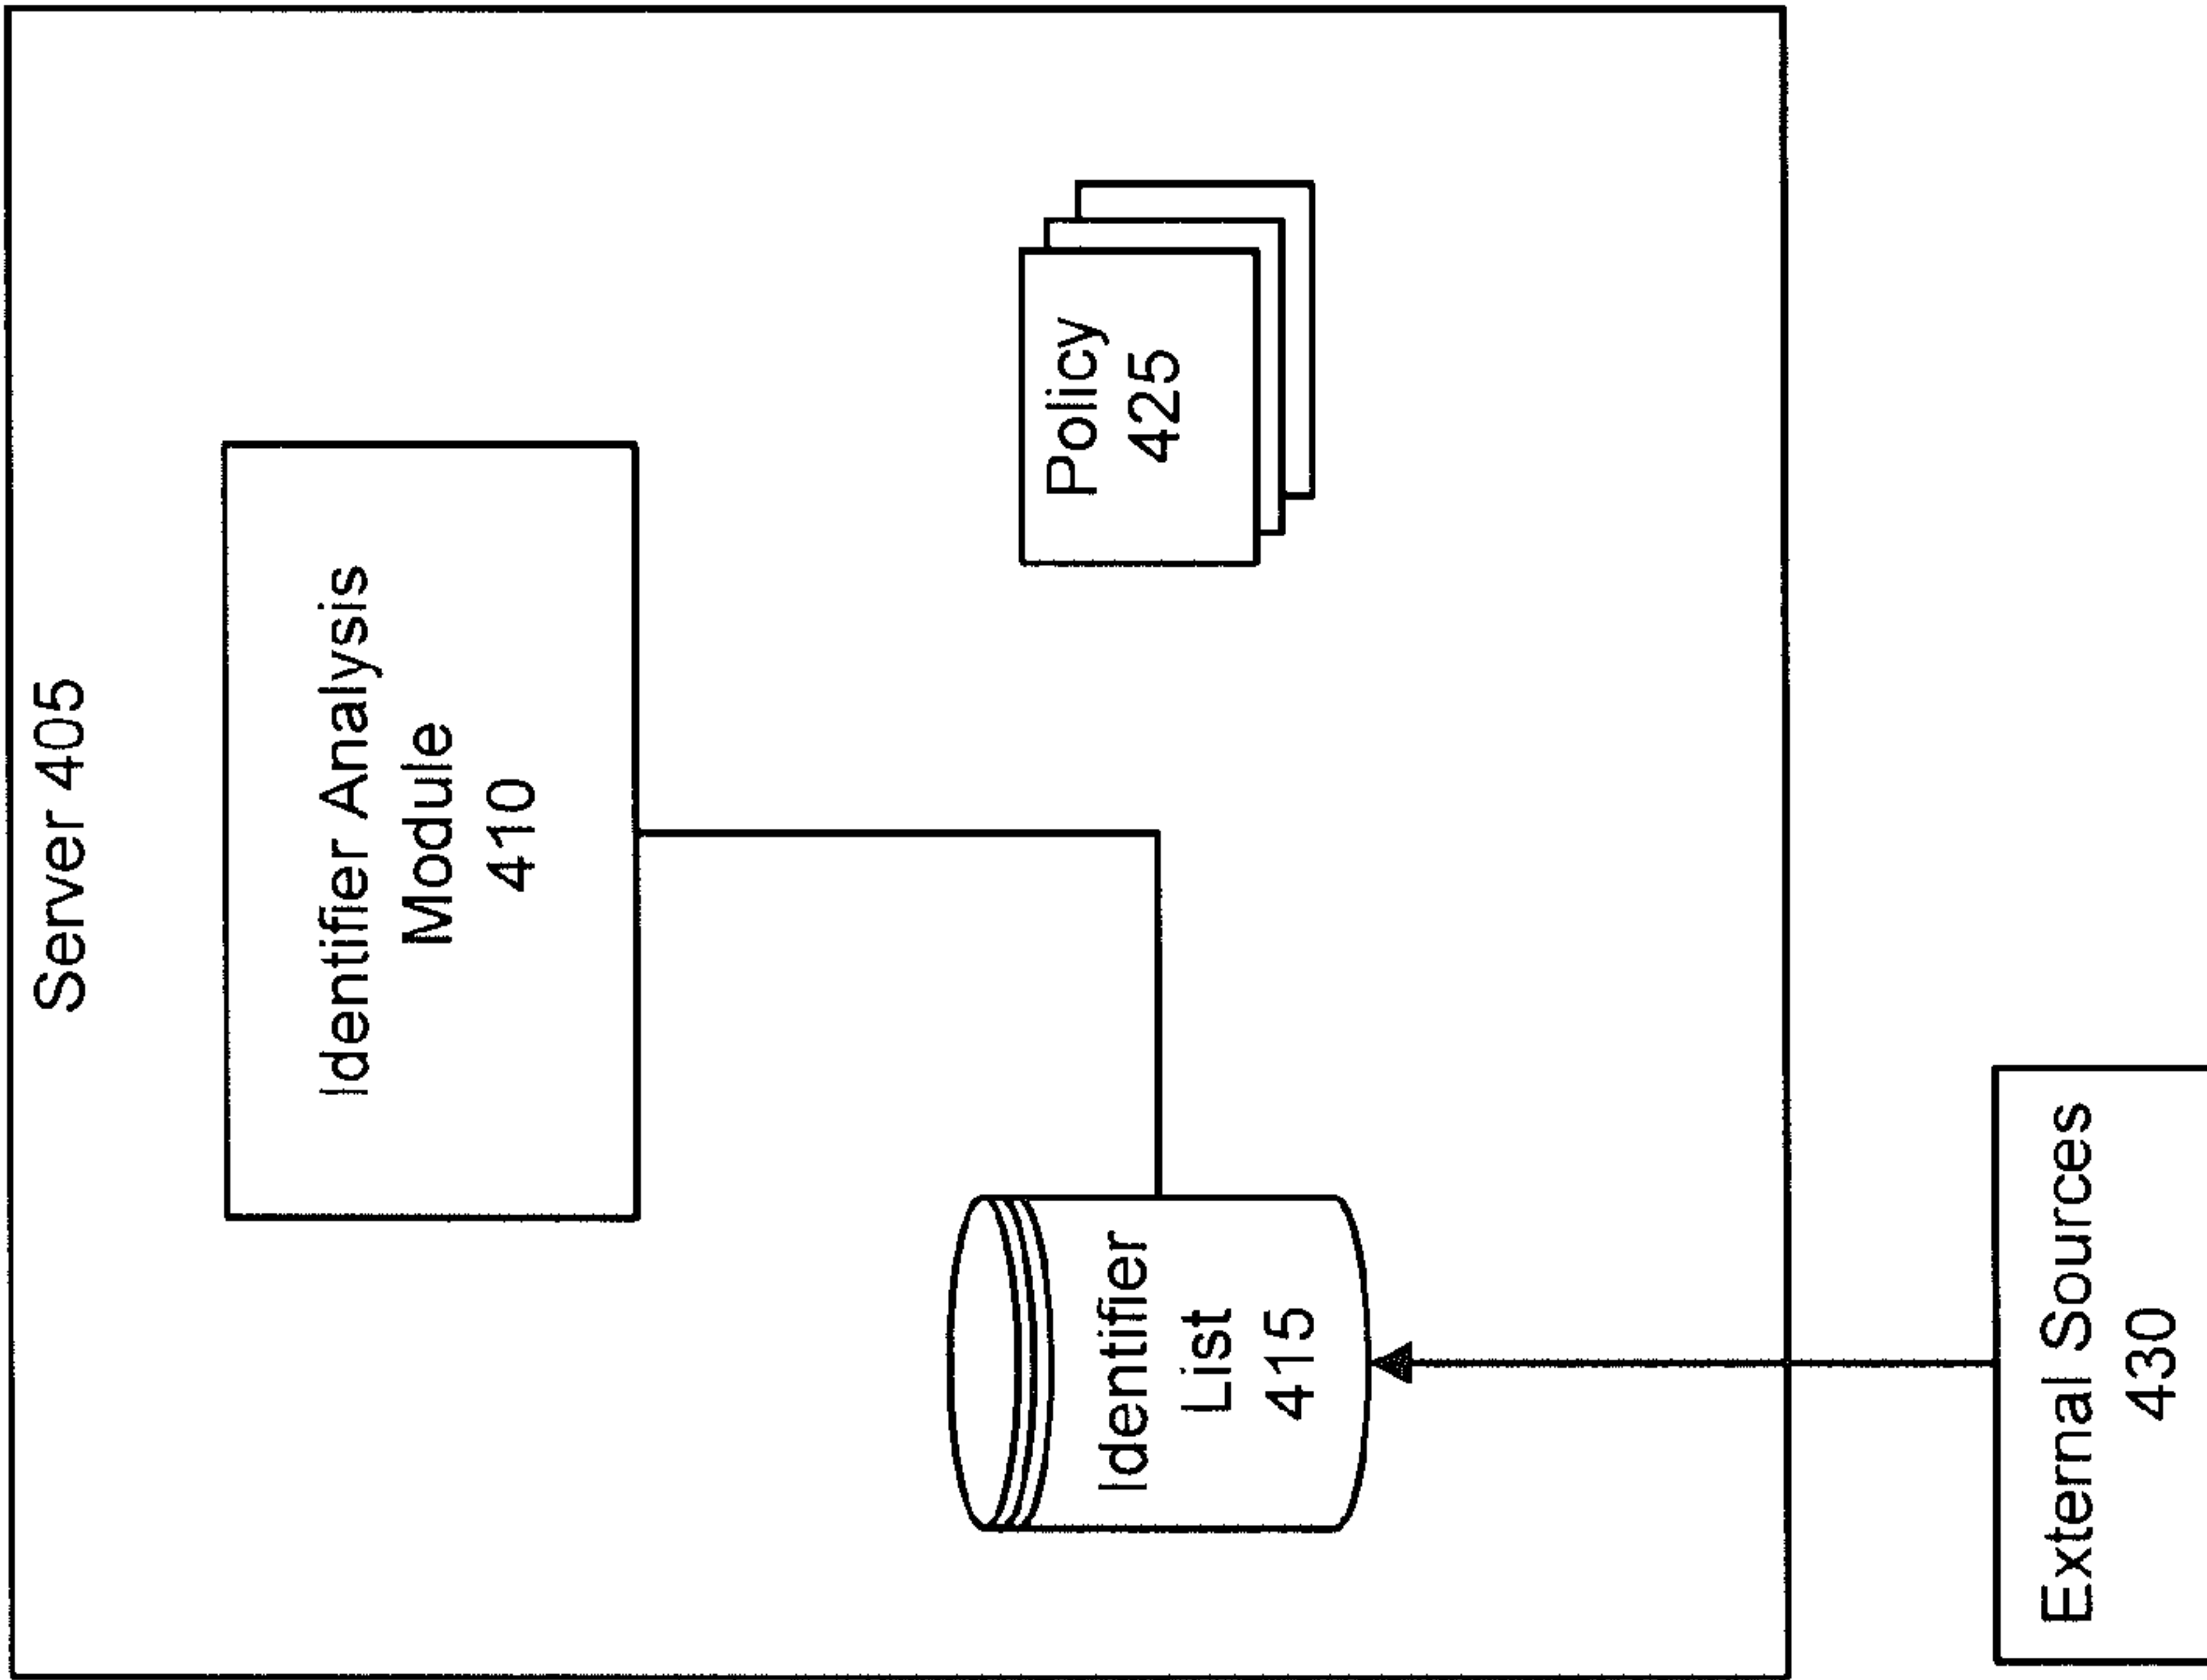 Server 405
Identifier Analysis
Module
410
Identifier
List
415
Policy
425
External Sources
430